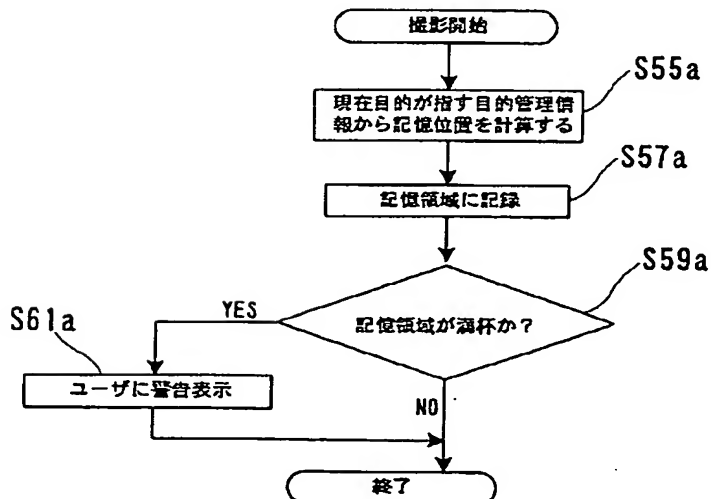 撮影開始
S55a
現在目的が指す目的管理情
報から記憶位置を計算する
S57a
記憶領域に記録
S59a
記憶領域が満杯か？
YES
S61a
ユーザに警告表示
NO
終了